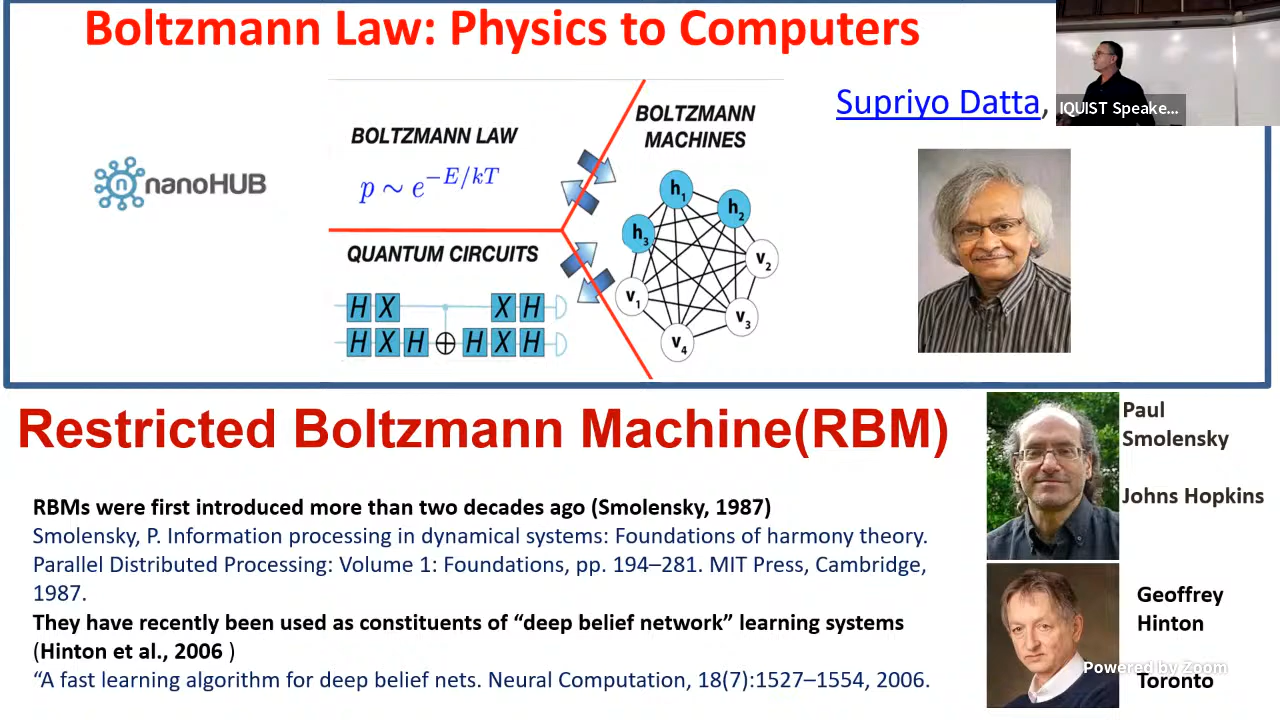 Boltzmann Law: Physics to Computers
Supriyo Datta,
IQUIST Speake...
nanoHUB
n
BOLTZMANN LAW
p ~ e^{-E/kT}
BOLTZMANN
MACHINES
h1
h2
h3
v2
v1
v3
v4
QUANTUM CIRCUITS
H X X H
H X H H X H
Restricted Boltzmann Machine(RBM)
Paul
Smolensky
Johns Hopkins
RBMs were first introduced more than two decades ago (Smolensky, 1987)
Smolensky, P. Information processing in dynamical systems: Foundations of harmony theory.
Parallel Distributed Processing: Volume 1: Foundations, pp. 194–281. MIT Press, Cambridge,
1987.
They have recently been used as constituents of “deep belief network” learning systems
(Hinton et al., 2006 )
“A fast learning algorithm for deep belief nets. Neural Computation, 18(7):1527–1554, 2006.
Geoffrey
Hinton
Powered by Zoom
Toronto